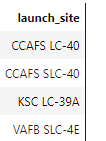 launch_site
CCAFS LC-40
CCAFS SLC-40
KSC LC-39A
VAFB SLC-4E